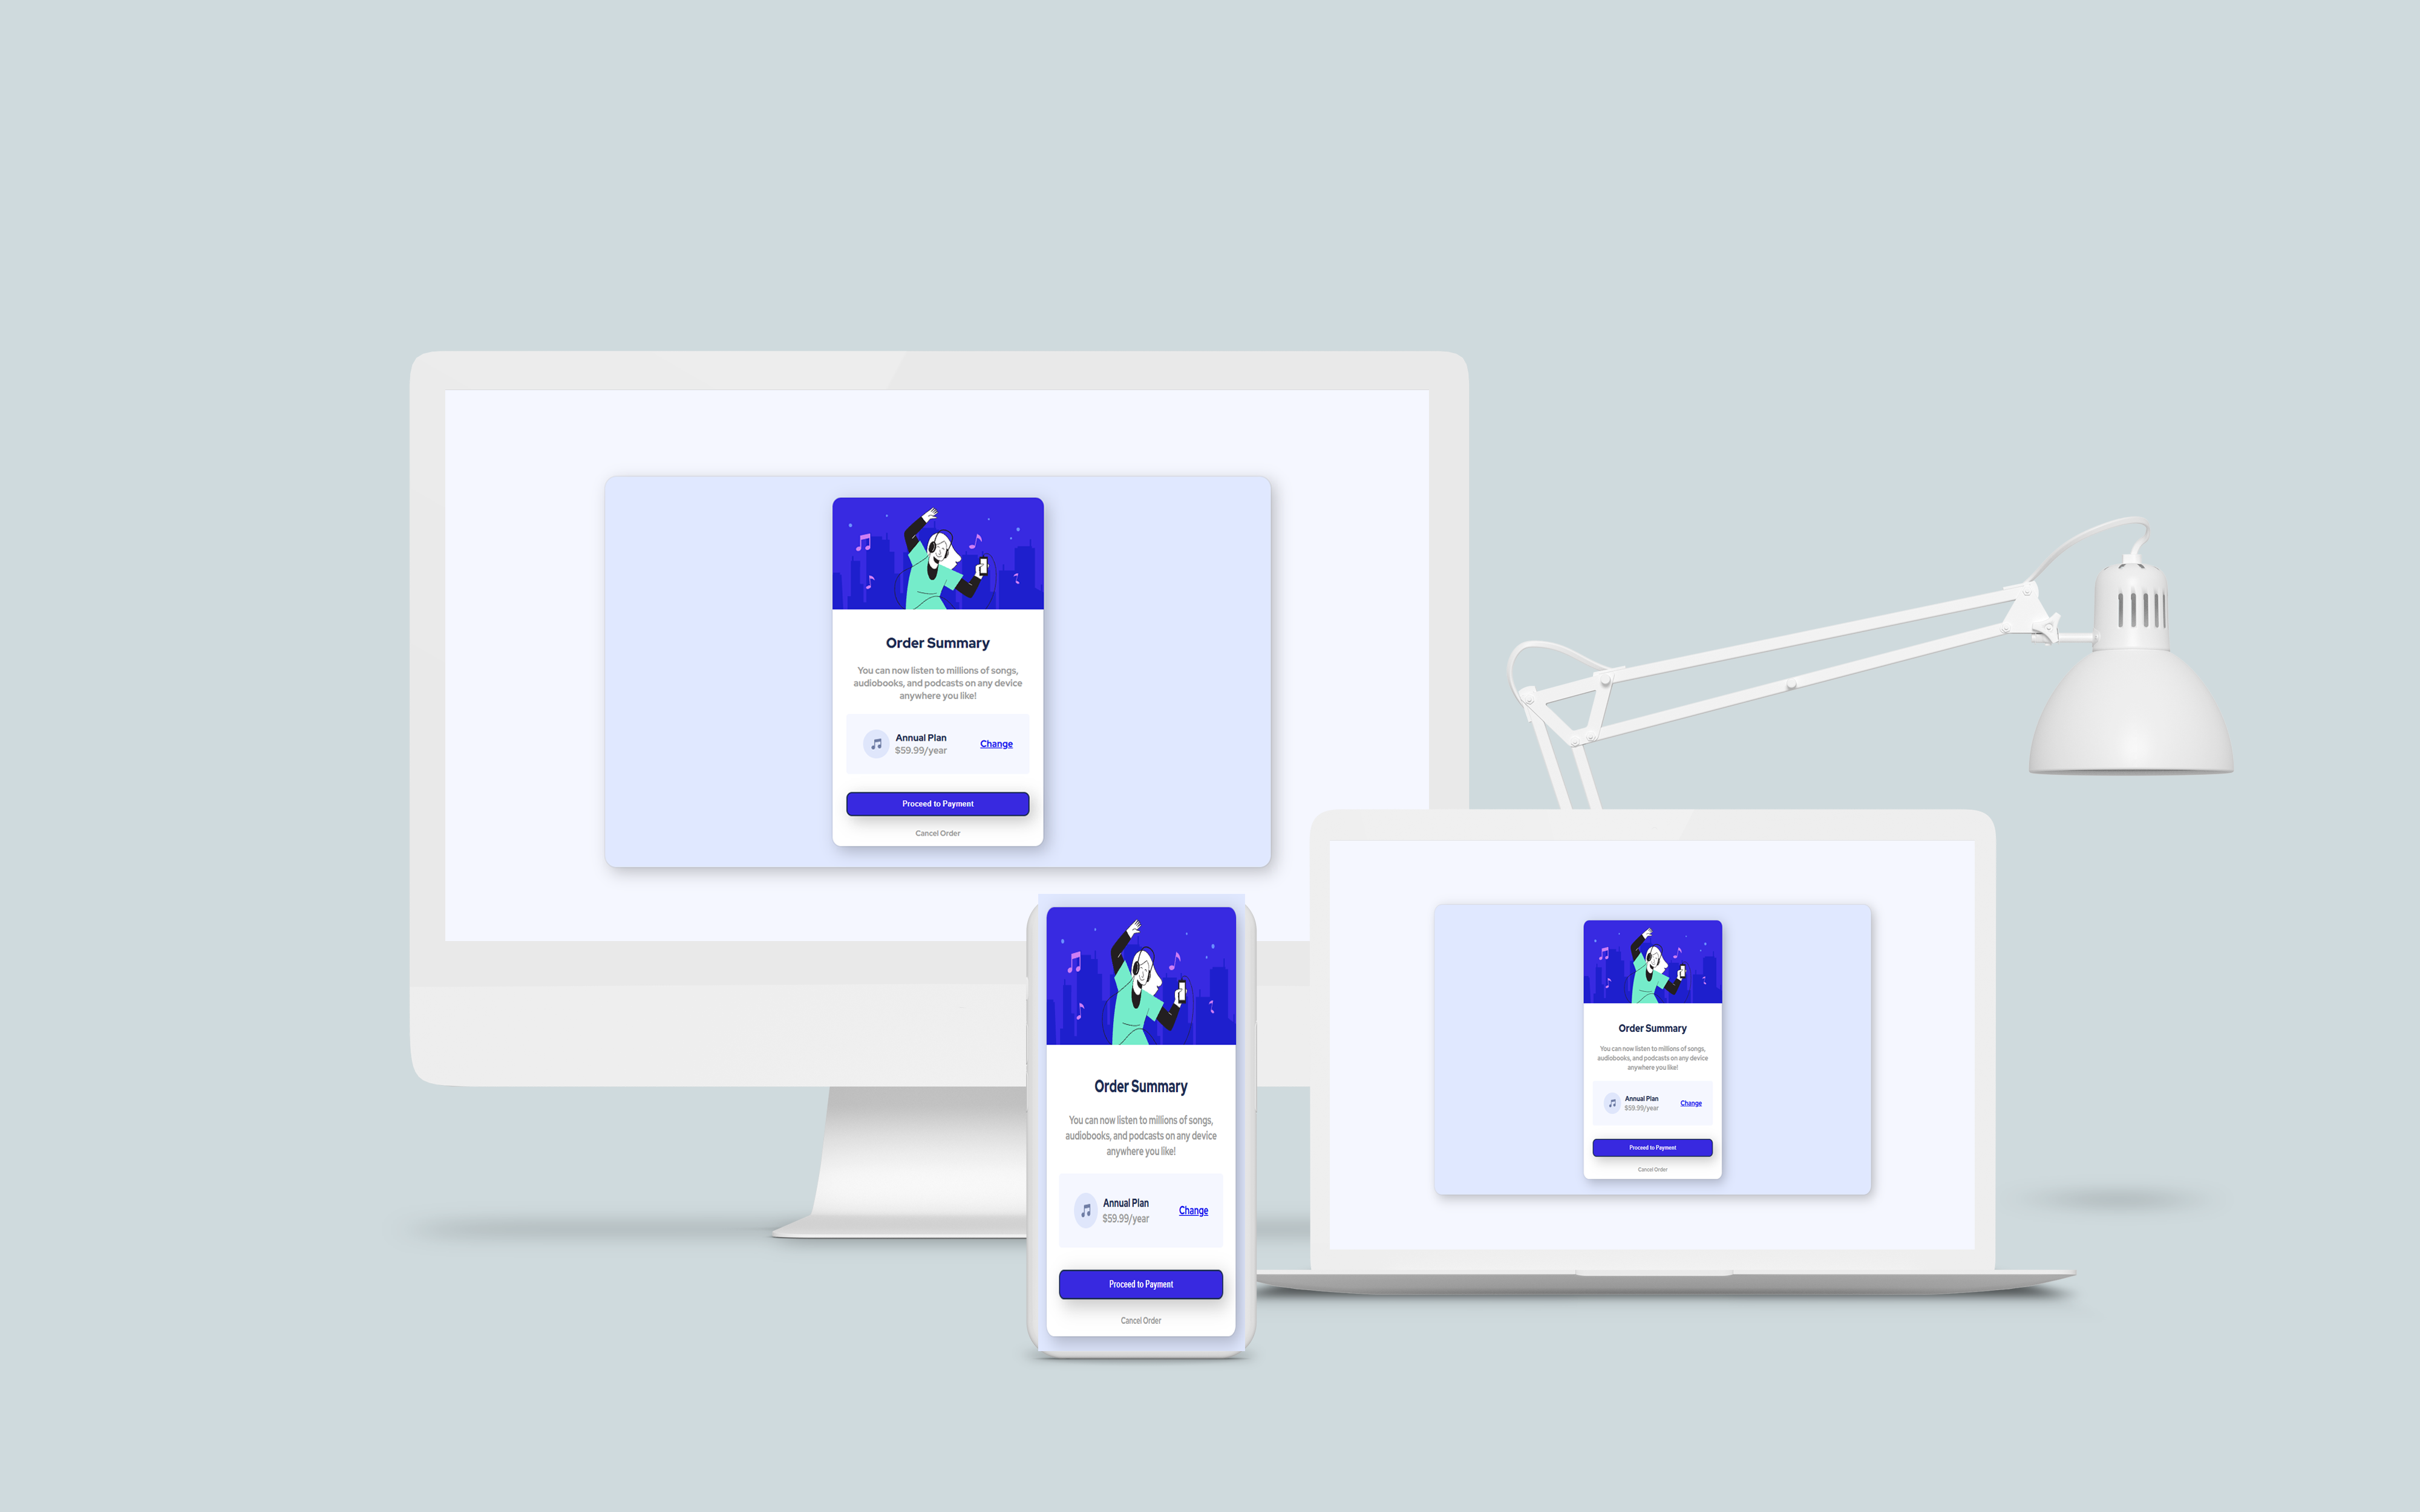 Order Summary
You can now listen to millions of songs,
audiobooks, and podcasts on any device
anywhere you like!
Annual Plan
$59.99/year
Change
Proceed to Payment
Cancel Order
Order Summary
You can now listen to millions of songs,
audiobooks, and podcasts on any device
anywhere you like!
Annual Plan
$59.99/year
Change
Proceed to Payment
Cancel Order
Order Summary
You can now listen to millions of songs,
audiobooks, and podcasts on any device
anywhere you like!
Annual Plan
$59.99/year
Change
Proceed to Payment
Cancel Order